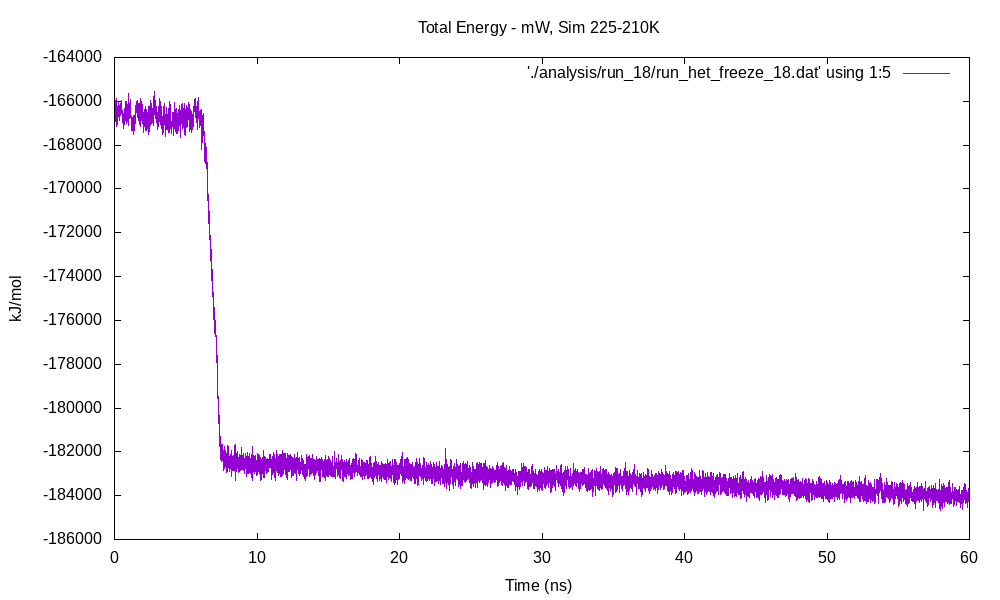 Total Energy - mW, Sim 225-210K
'./analysis/run_18/run_het_freeze_18.dat' using 1:5
-164000
-166000
-168000
-170000
-172000
-174000
-176000
-178000
-180000
-182000
-184000
-186000
kJ/mol
0 10 20 30 40 50 60
Time (ns)